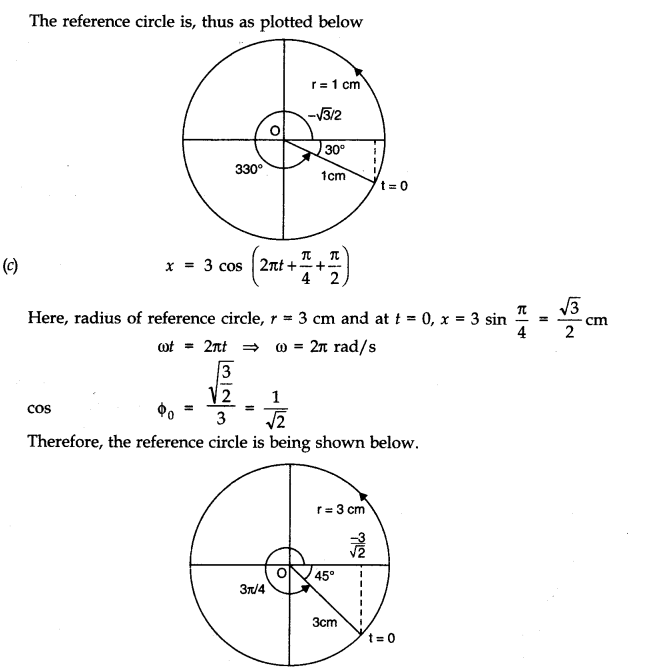 The reference circle is, thus as plotted below
r = 1 cm
–√3/2
O
30°
330°
1cm
t = 0
(c) x = 3 cos (2πt + π/4 + π/2)
Here, radius of reference circle, r = 3 cm and at t = 0, x = 3 sin π/4 = √3/2 cm
ωt = 2πt ⇒ ω = 2π rad/s
cos ϕ₀ = √(3/2)/3 = 1/√2
Therefore, the reference circle is being shown below.
r = 3 cm
–3/√2
O
45°
3π/4
3cm
t = 0